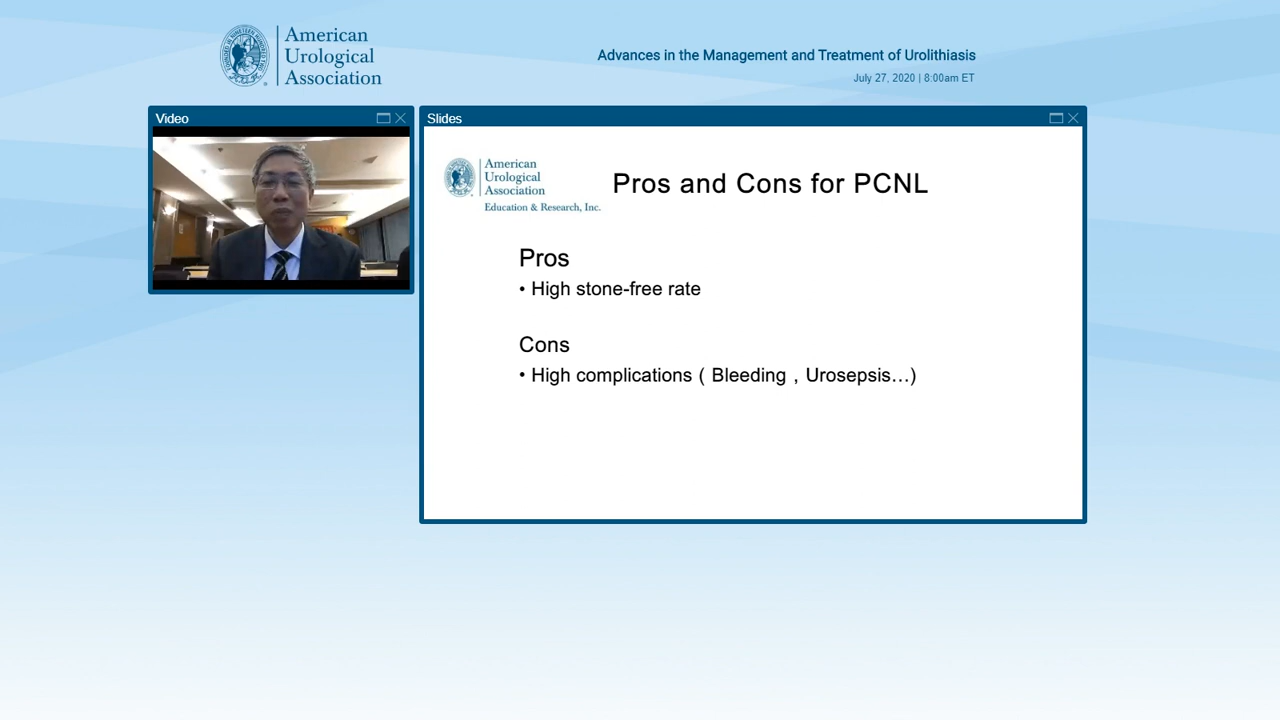 American
Urological
Association
Advances in the Management and Treatment of Urolithiasis
July 27, 2020 | 8:00am ET
Video
Slides
American
Urological
Association
Education & Research, Inc.
Pros and Cons for PCNL
Pros
• High stone-free rate
Cons
• High complications ( Bleeding , Urosepsis…)